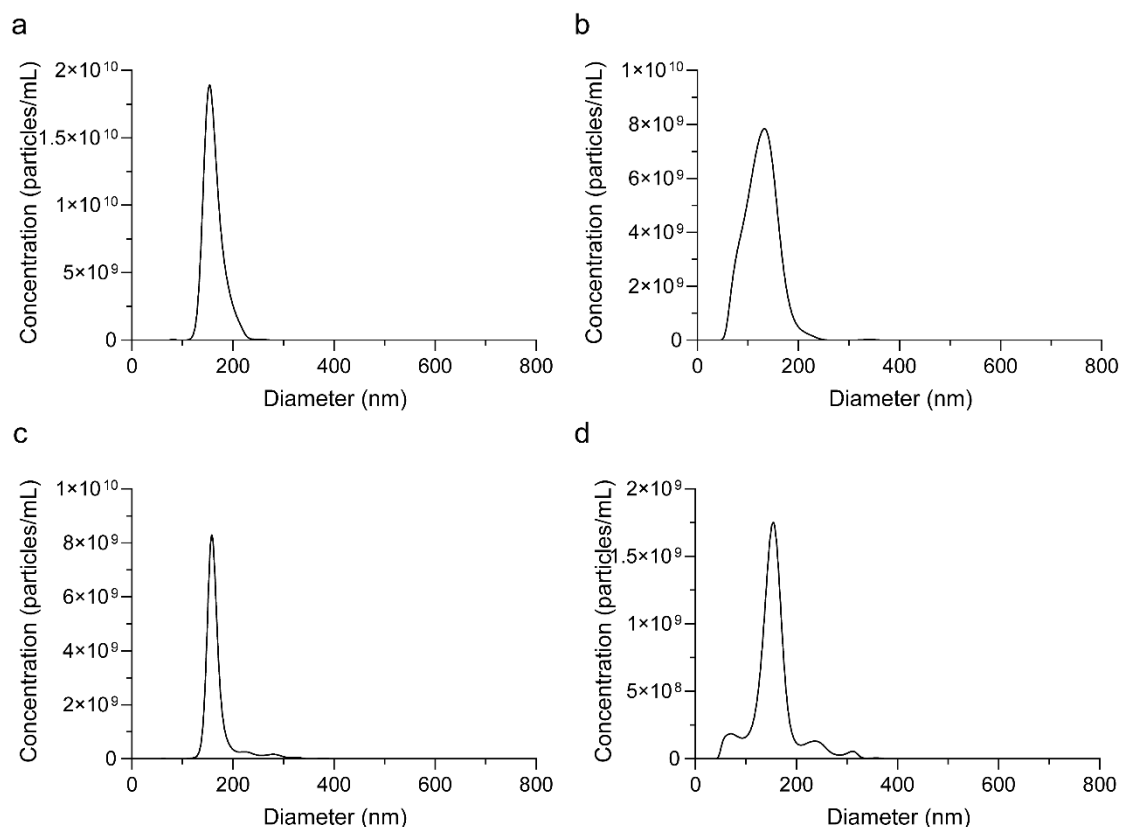 a
Concentration (particles/mL)
2×10¹⁰
1.5×10¹⁰
1×10¹⁰
5×10⁹
0
0 200 400 600 800
Diameter (nm)
b
Concentration (particles/mL)
1×10¹⁰
8×10⁹
6×10⁹
4×10⁹
2×10⁹
0
0 200 400 600 800
Diameter (nm)
c
Concentration (particles/mL)
1×10¹⁰
8×10⁹
6×10⁹
4×10⁹
2×10⁹
0
0 200 400 600 800
Diameter (nm)
d
Concentration (particles/mL)
2×10⁹
1.5×10⁹
1×10⁹
5×10⁸
0
0 200 400 600 800
Diameter (nm)